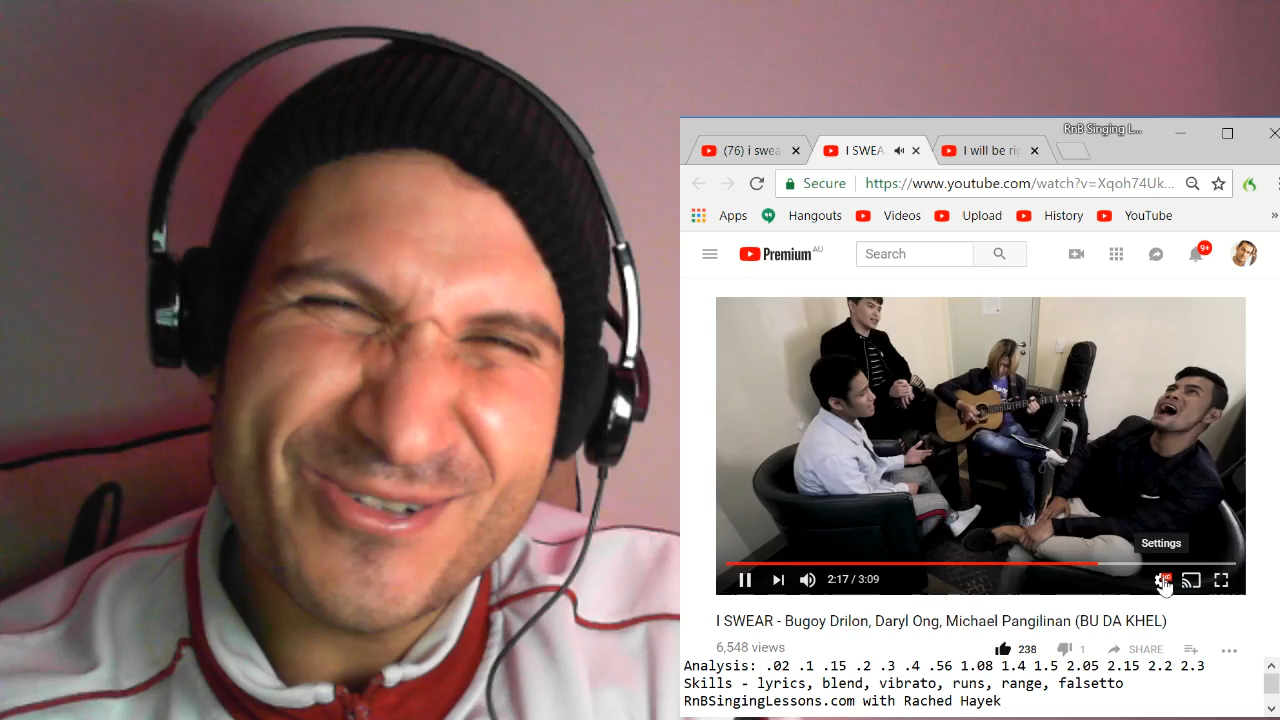 RnB Singing L...
(76) i swea
I SWEA
I will be rig
Secure
https://www.youtube.com/watch?v=Xqoh74Uk...
Apps
Hangouts
Videos
Upload
History
YouTube
»
Premium AU
Search
9+
Settings
2:17 / 3:09
HD
I SWEAR - Bugoy Drilon, Daryl Ong, Michael Pangilinan (BU DA KHEL)
6,548 views
238
1
SHARE
Analysis: .02 .1 .15 .2 .3 .4 .56 1.08 1.4 1.5 2.05 2.15 2.2 2.3
Skills - lyrics, blend, vibrato, runs, range, falsetto
RnBSingingLessons.com with Rached Hayek